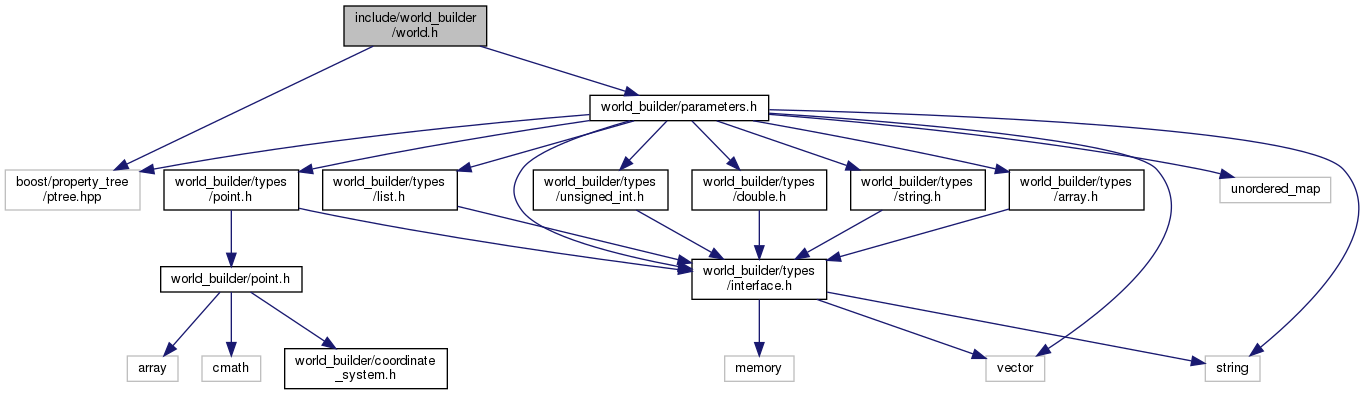 include/world_builder
/world.h
world_builder/parameters.h
boost/property_tree
/ptree.hpp
world_builder/types
/point.h
world_builder/types
/list.h
world_builder/types
/unsigned_int.h
world_builder/types
/double.h
world_builder/types
/string.h
world_builder/types
/array.h
unordered_map
world_builder/point.h
world_builder/types
/interface.h
array
cmath
world_builder/coordinate
_system.h
memory
vector
string